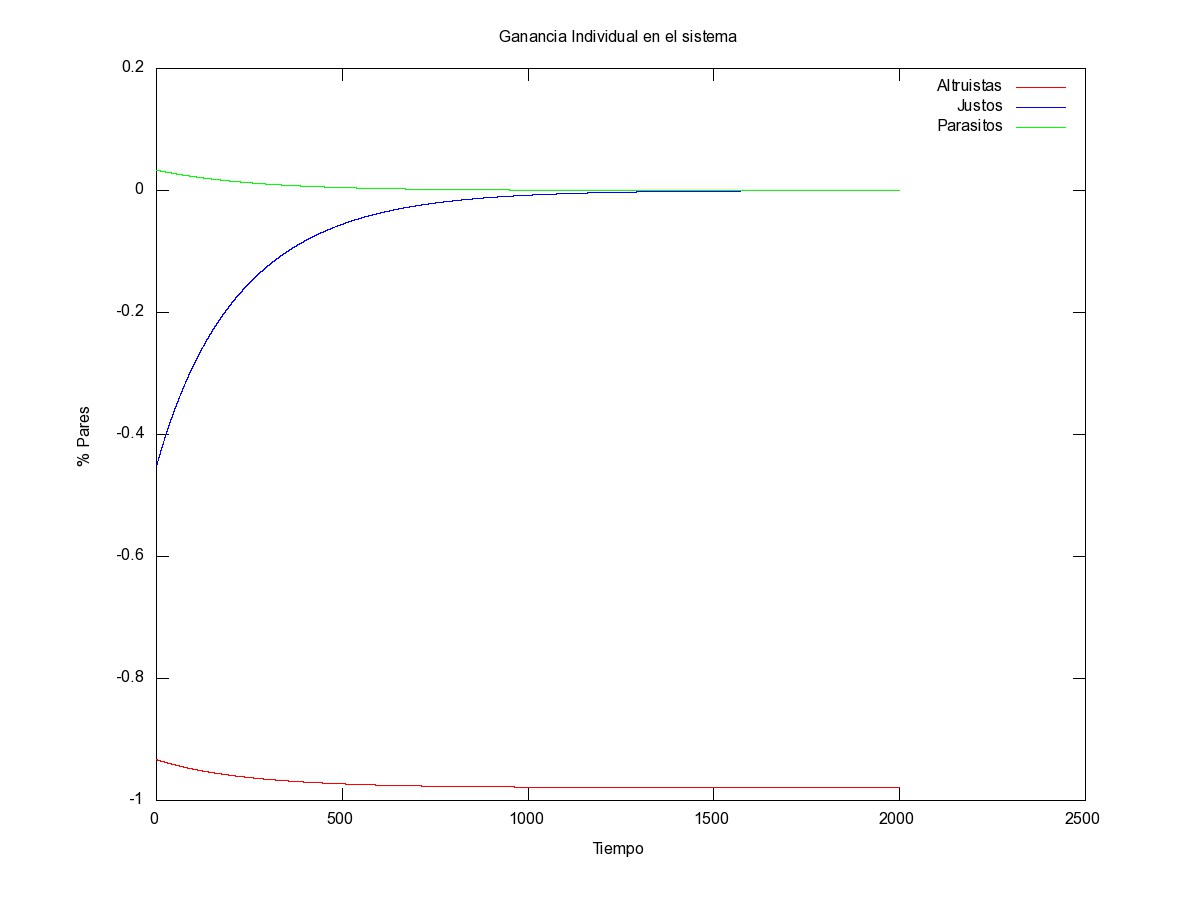 Ganancia Individual en el sistema
Altruistas
Justos
Parasitos
0.2
0
-0.2
-0.4
-0.6
-0.8
-1
% Pares
0 500 1000 1500 2000 2500
Tiempo